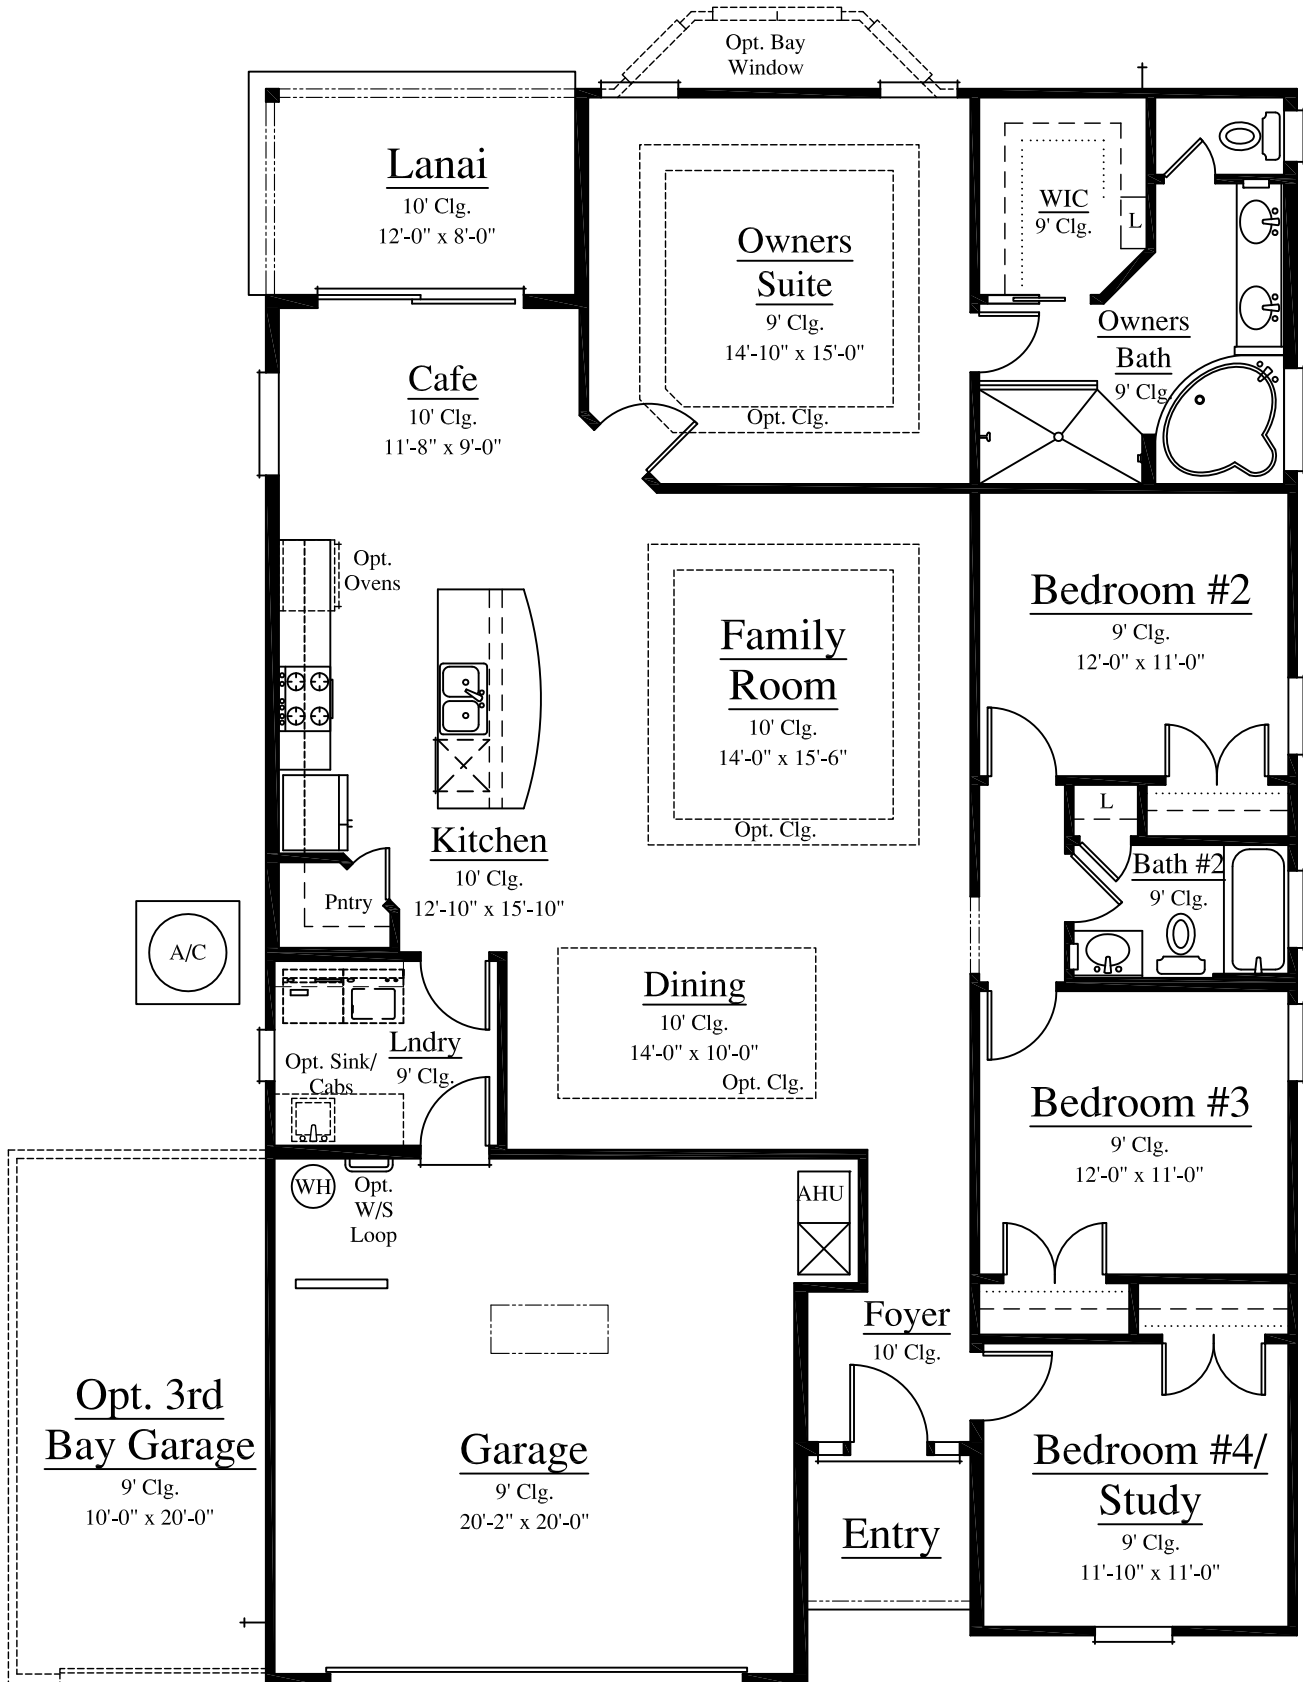 Opt. Bay
Window
Lanai
10' Clg.
12'-0" x 8'-0"
Owners
Suite
9' Clg.
14'-10" x 15'-0"
Opt. Clg.
WIC
9' Clg.
L
Owners
Bath
9' Clg.
Cafe
10' Clg.
11'-8" x 9'-0"
Opt.
Ovens
Family
Room
10' Clg.
14'-0" x 15'-6"
Opt. Clg.
Bedroom #2
9' Clg.
12'-0" x 11'-0"
L
Kitchen
10' Clg.
12'-10" x 15'-10"
Pntry
Bath #2
9' Clg.
A/C
Dining
10' Clg.
14'-0" x 10'-0"
Opt. Clg.
Lndry
9' Clg.
Opt. Sink/
Cabs
Bedroom #3
9' Clg.
12'-0" x 11'-0"
WH
Opt.
W/S
Loop
AHU
Foyer
10' Clg.
Opt. 3rd
Bay Garage
9' Clg.
10'-0" x 20'-0"
Garage
9' Clg.
20'-2" x 20'-0"
Entry
Bedroom #4/
Study
9' Clg.
11'-10" x 11'-0"